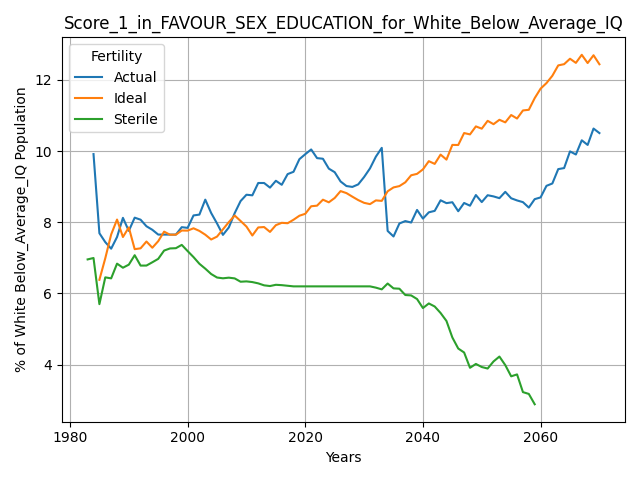 Score_1_in_FAVOUR_SEX_EDUCATION_for_White_Below_Average_IQ
Fertility
Actual
Ideal
Sterile
% of White Below_Average_IQ Population
12
10
8
6
4
1980
2000
2020
2040
2060
Years